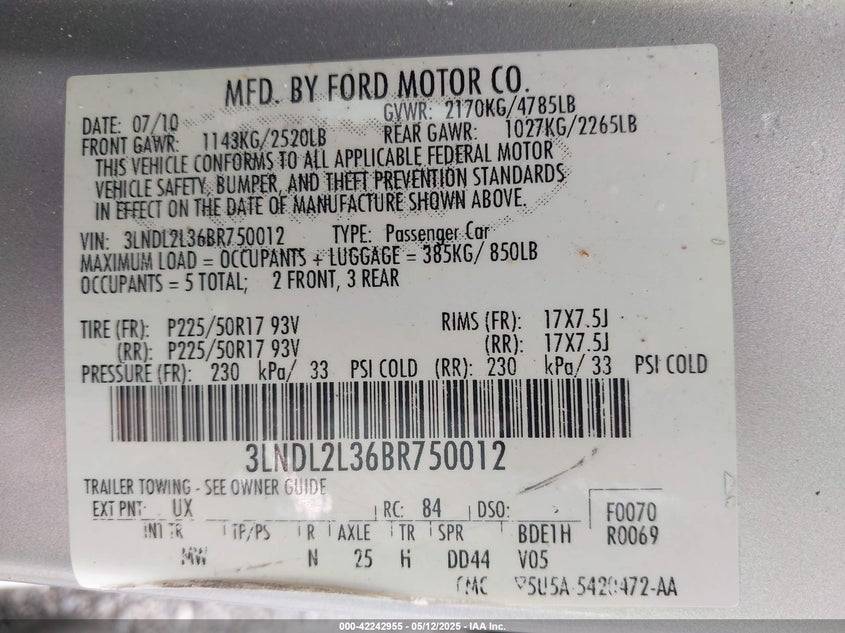 MFD. BY FORD MOTOR CO.
DATE: 07/10 GVWR: 2170KG/4785LB
FRONT GAWR: 1143KG/2520LB REAR GAWR: 1027KG/2265LB
THIS VEHICLE CONFORMS TO ALL APPLICABLE FEDERAL MOTOR
VEHICLE SAFETY, BUMPER, AND THEFT PREVENTION STANDARDS
IN EFFECT ON THE DATE OF MANUFACTURE SHOWN ABOVE.
VIN: 3LNDL2L36BR750012 TYPE: Passenger Car
MAXIMUM LOAD = OCCUPANTS + LUGGAGE = 385KG/ 850LB
OCCUPANTS = 5 TOTAL; 2 FRONT, 3 REAR
TIRE (FR): P225/50R17 93V RIMS (FR): 17X7.5J
(RR): P225/50R17 93V (RR): 17X7.5J
PRESSURE (FR): 230 kPa/ 33 PSI COLD (RR): 230 kPa/ 33 PSI COLD
3LNDL2L36BR750012
TRAILER TOWING - SEE OWNER GUIDE
EXT PNT: UX RC: 84 DSO: F0070
INT TR TP/PS R AXLE TR SPR BDE1H R0069
MW N 25 H DD44 V05
5U5A-5420472-AA
000-42242955 - 05/12/2025 - IAA Inc.